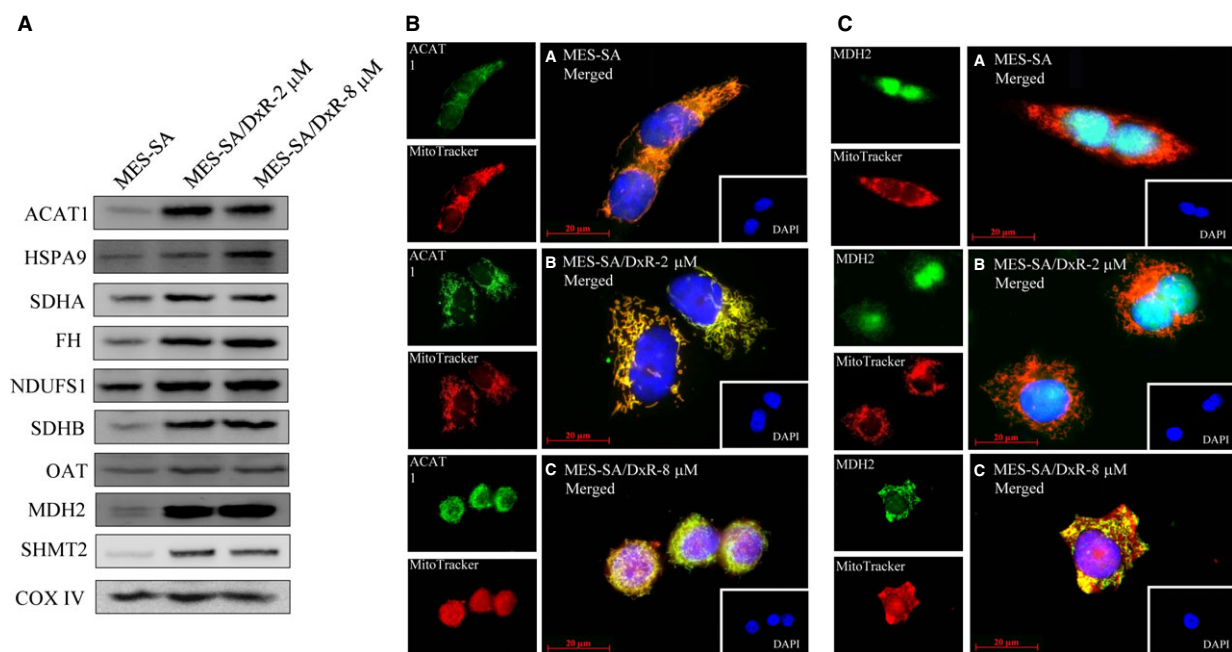 A
MES-SA
MES-SA/DxR-2 µM
MES-SA/DxR-8 µM
ACAT1
HSPA9
SDHA
FH
NDUFS1
SDHB
OAT
MDH2
SHMT2
COX IV
B
ACAT
1
MitoTracker
A MES-SA
Merged
20 µm
DAPI
ACAT
1
MitoTracker
B MES-SA/DxR-2 µM
Merged
20 µm
DAPI
ACAT
1
MitoTracker
C MES-SA/DxR-8 µM
Merged
20 µm
DAPI
C
MDH2
MitoTracker
A MES-SA
Merged
20 µm
DAPI
MDH2
MitoTracker
B MES-SA/DxR-2 µM
Merged
20 µm
DAPI
MDH2
MitoTracker
C MES-SA/DxR-8 µM
Merged
20 µm
DAPI